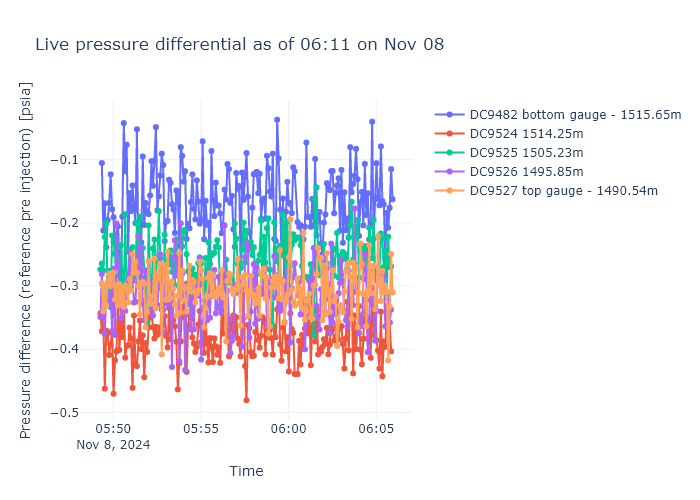 Live pressure differential as of 06:11 on Nov 08
Pressure difference (reference pre injection) [psia]
−0.1
−0.2
−0.3
−0.4
−0.5
05:50
05:55
06:00
06:05
Nov 8, 2024
Time
DC9482 bottom gauge - 1515.65m
DC9524 1514.25m
DC9525 1505.23m
DC9526 1495.85m
DC9527 top gauge - 1490.54m